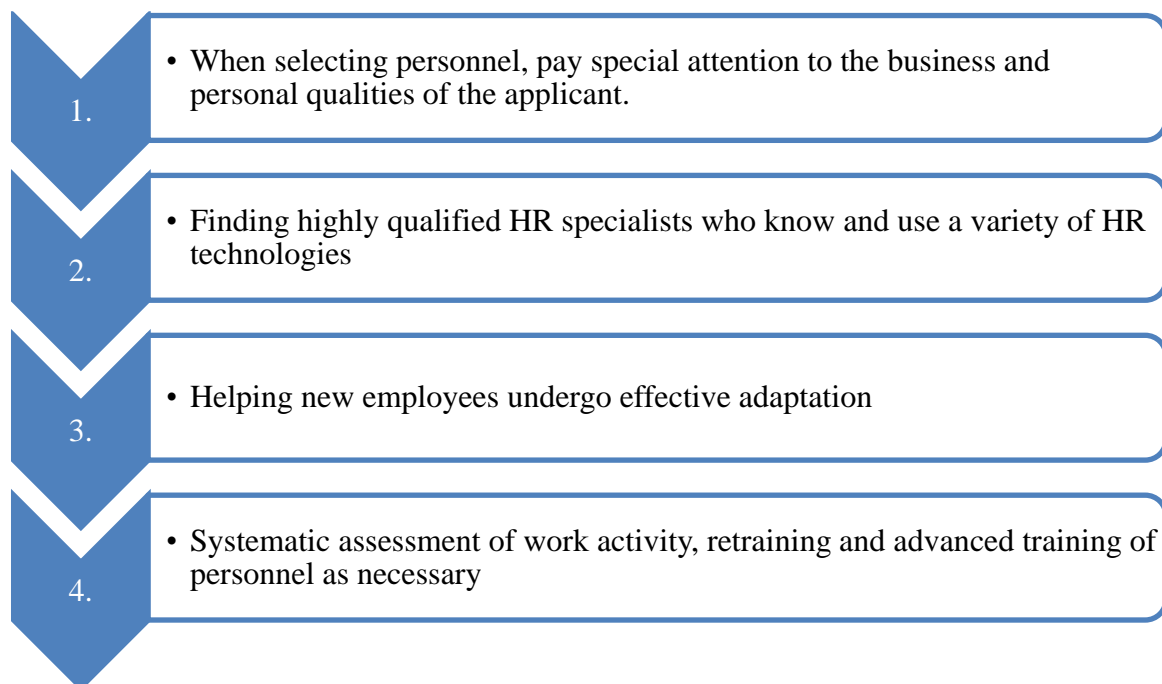 1.
• When selecting personnel, pay special attention to the business and
personal qualities of the applicant.
2.
• Finding highly qualified HR specialists who know and use a variety of HR
technologies
3.
• Helping new employees undergo effective adaptation
4.
• Systematic assessment of work activity, retraining and advanced training of
personnel as necessary